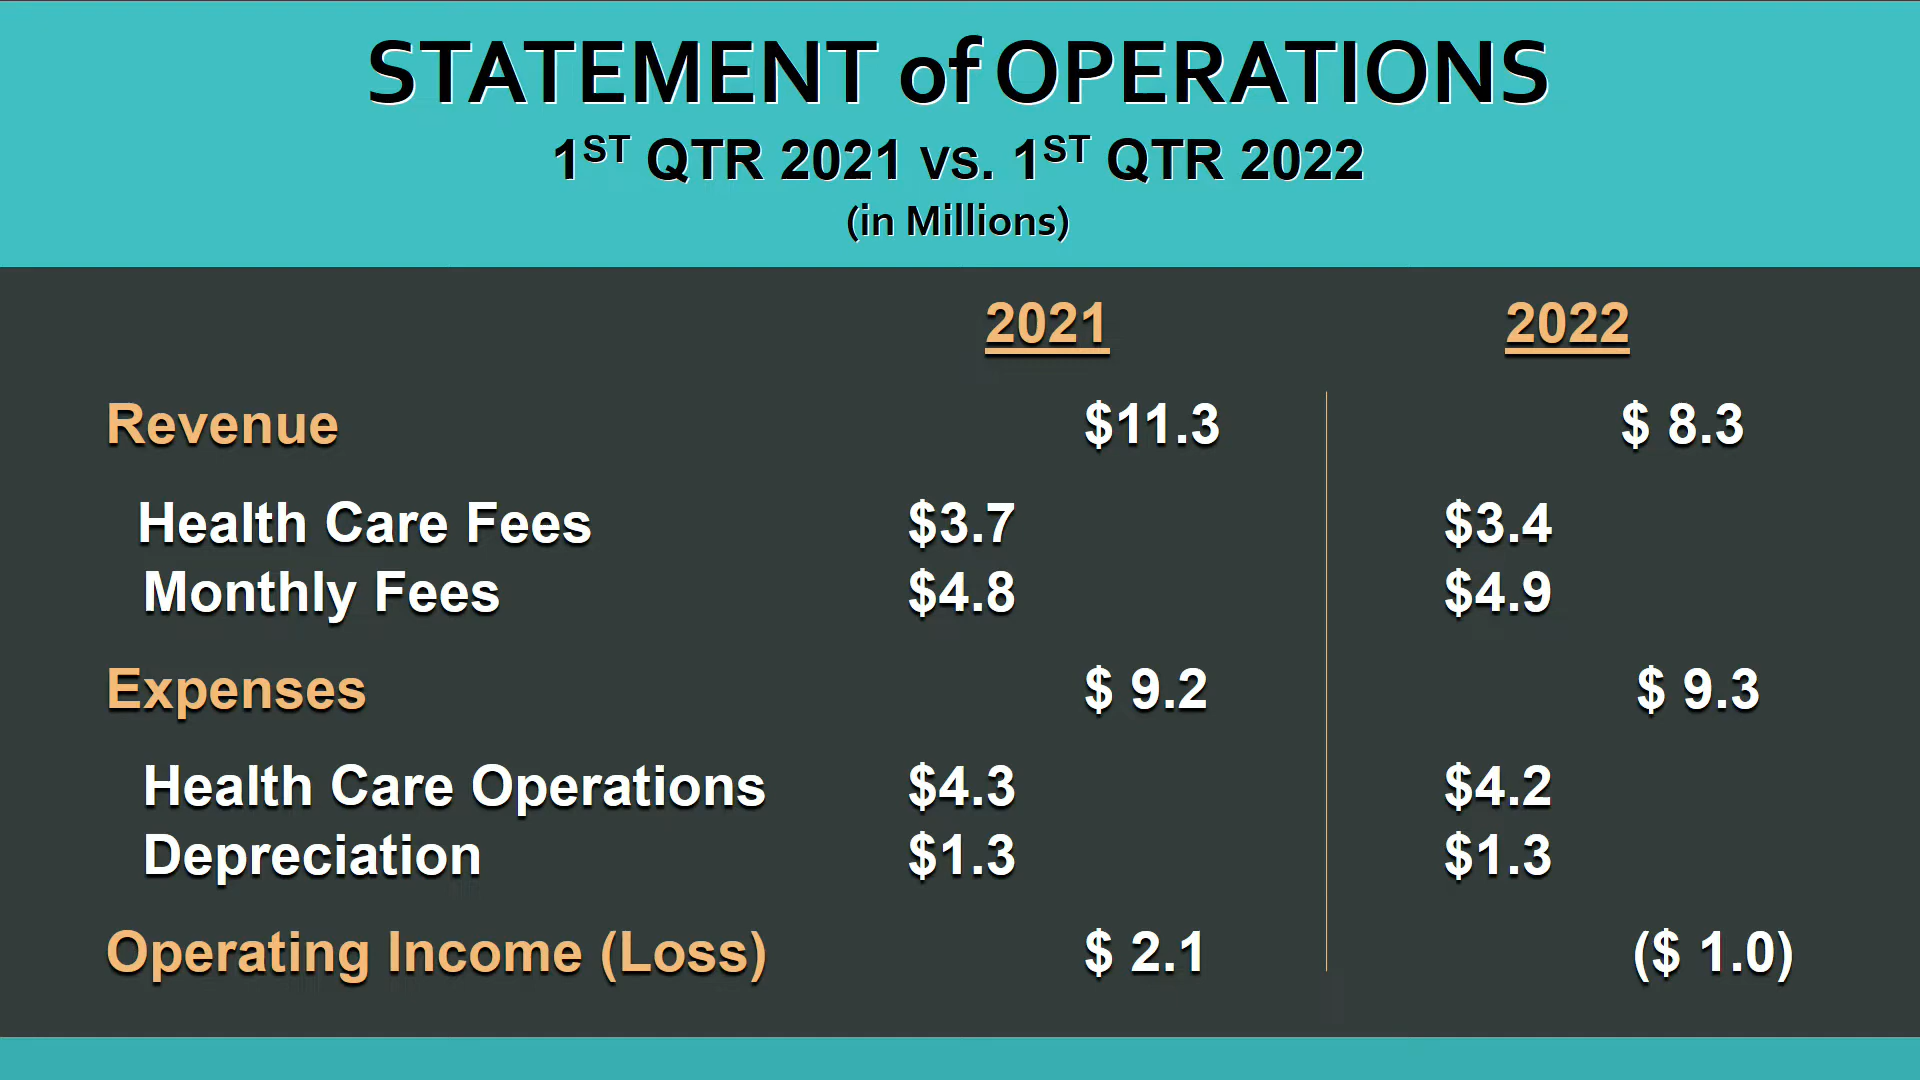 STATEMENT of OPERATIONS
1ST QTR 2021 VS. 1ST QTR 2022
(in Millions)
2021 2022
Revenue $11.3 $ 8.3
Health Care Fees $3.7 $3.4
Monthly Fees $4.8 $4.9
Expenses $ 9.2 $ 9.3
Health Care Operations $4.3 $4.2
Depreciation $1.3 $1.3
Operating Income (Loss) $ 2.1 ($ 1.0)